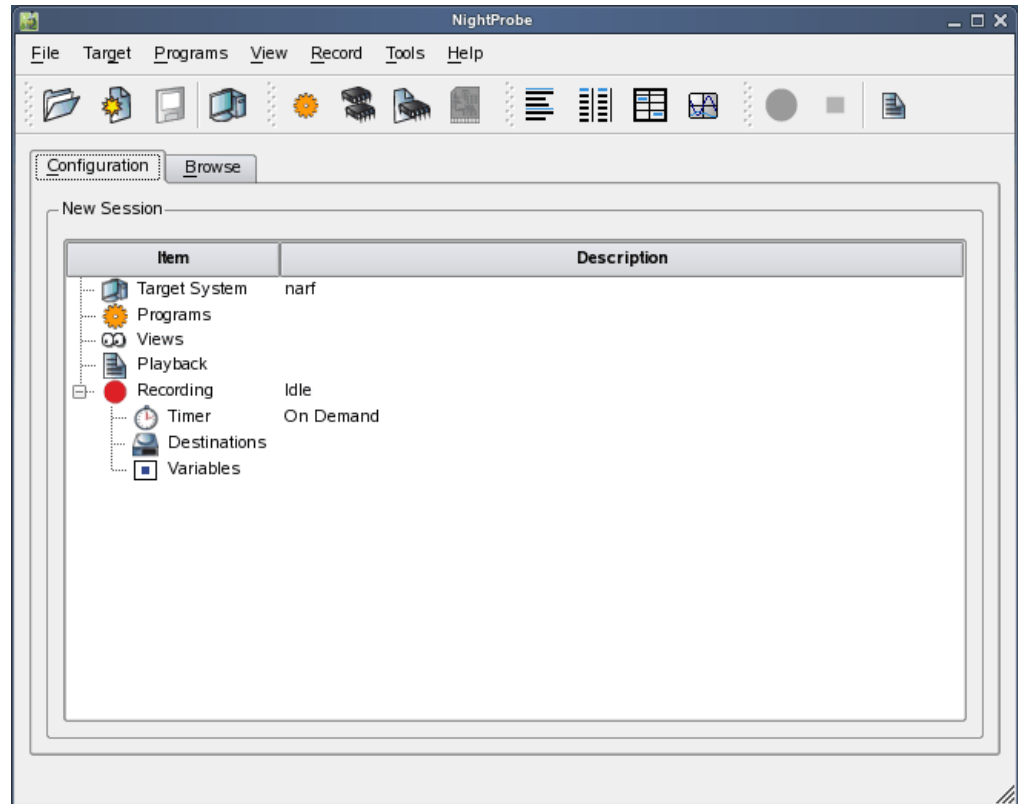 NightProbe
File Target Programs View Record Tools Help
Configuration Browse
New Session
Item Description
Target System narf
Programs
Views
Playback
Recording Idle
Timer On Demand
Destinations
Variables